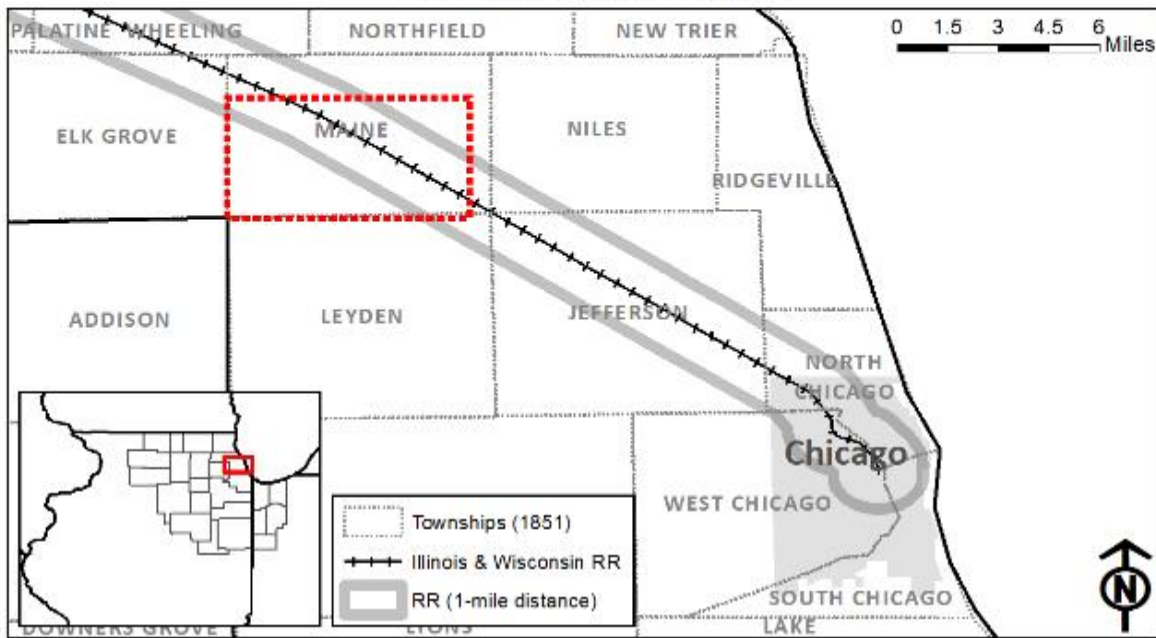 PALATINE WHEELING NORTHFIELD NEW TRIER
0 1.5 3 4.5 6
Miles
ELK GROVE
MAINE
NILES
RIDGEVILLE
ADDISON
LEYDEN
JEFFERSON
NORTH
CHICAGO
Chicago
WEST CHICAGO
Townships (1851)
Illinois & Wisconsin RR
RR (1-mile distance)
SOUTH CHICAGO
N
DOWNERS GROVE
LYONS
LAKE